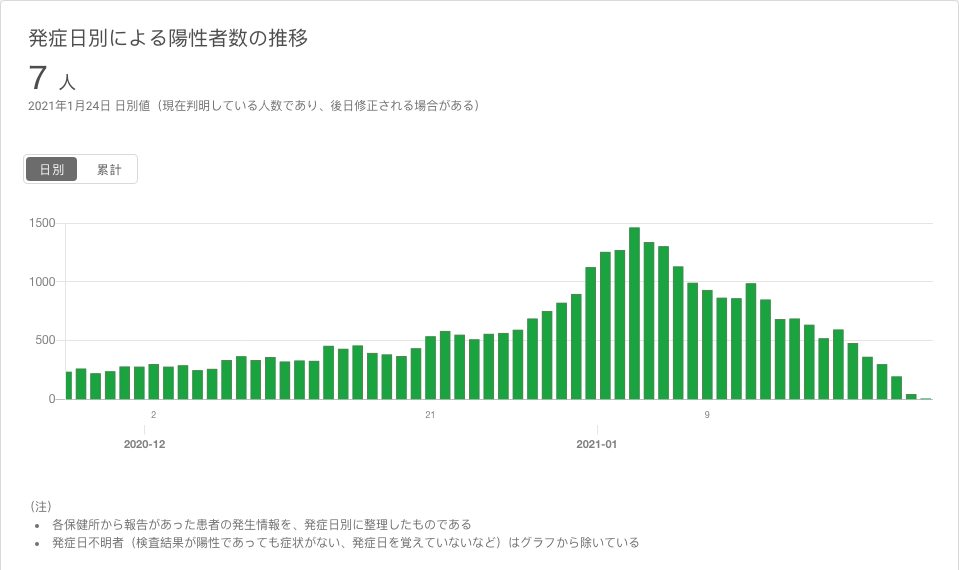 発症日別による陽性者数の推移
7 人
2021年1月24日 日別値（現在判明している人数であり、後日修正される場合がある）
日別 累計
1500
1000
500
0
2 21 9
2020-12 2021-01
（注）
• 各保健所から報告があった患者の発生情報を、発症日別に整理したものである
• 発症日不明者（検査結果が陽性であっても症状がない、発症日を覚えていないなど）はグラフから除いている